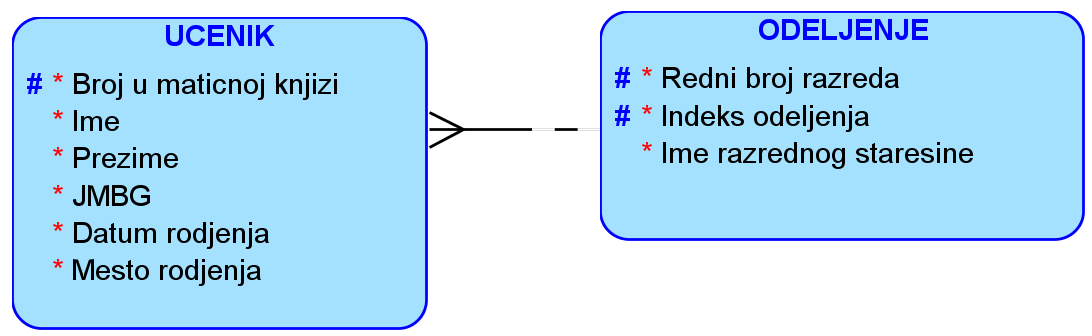 UCENIK
# * Broj u maticnoj knjizi
* Ime
* Prezime
* JMBG
* Datum rodjenja
* Mesto rodjenja
ODELJENJE
# * Redni broj razreda
# * Indeks odeljenja
* Ime razrednog staresine